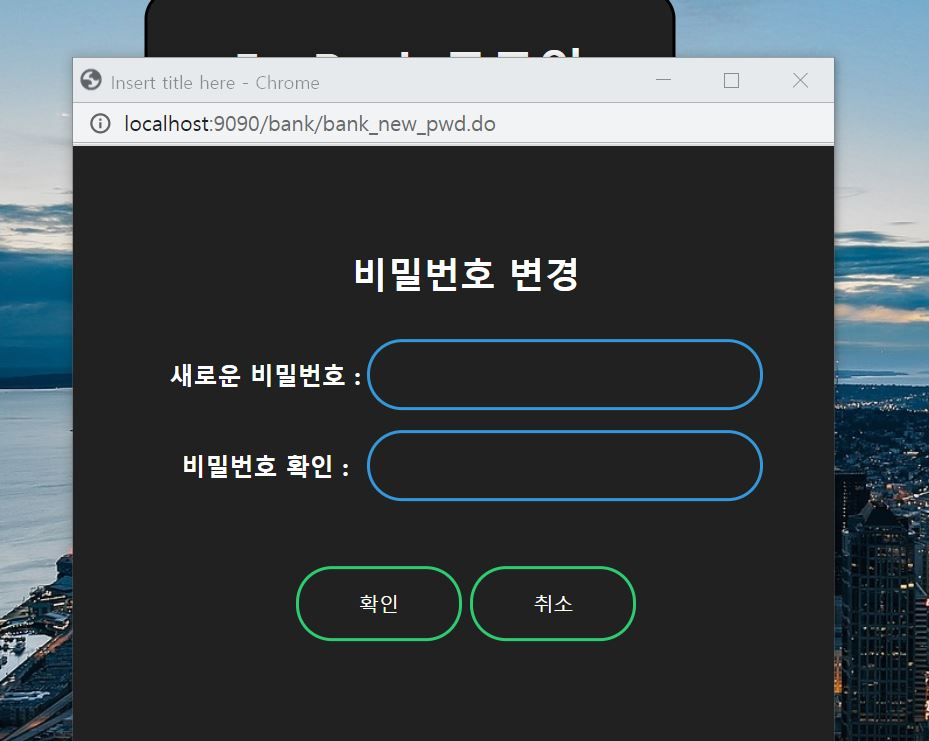 Insert title here - Chrome
localhost:9090/bank/bank_new_pwd.do
비밀번호 변경
새로운 비밀번호 :
비밀번호 확인 :
확인 취소